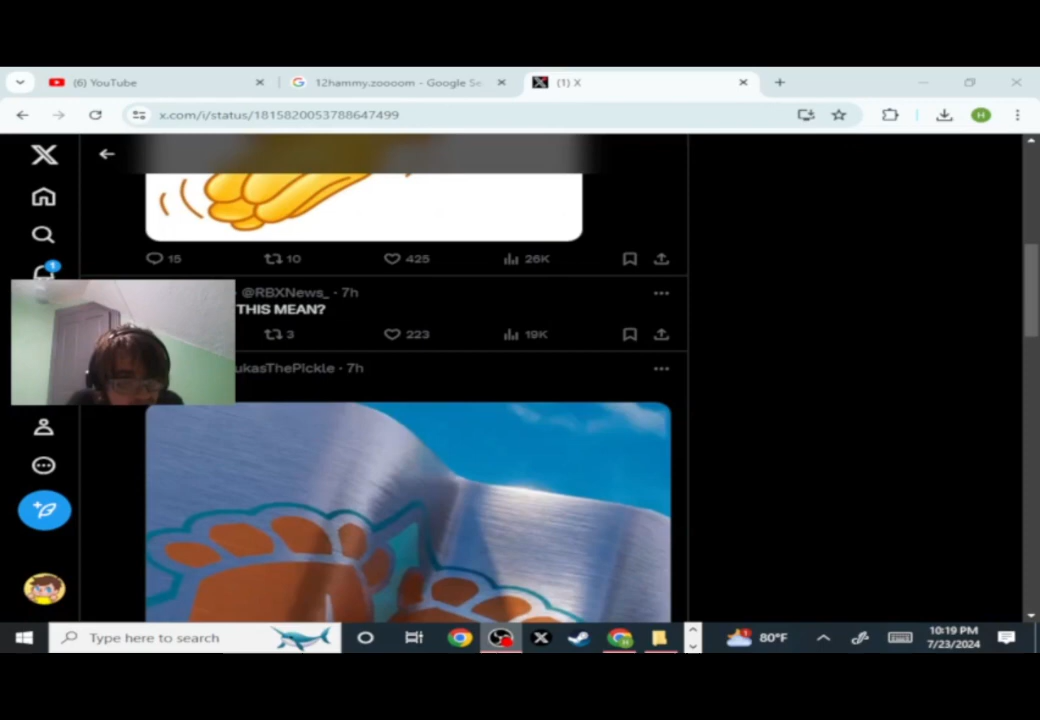 (6) YouTube
12hammy.zoooom - Google Se
(1) X
x.com/i/status/1815820053788647499
H
15
10
425
26K
1
@RBXNews_ · 7h
THIS MEAN?
3
223
19K
ukasThePickle · 7h
Type here to search
80°F
10:19 PM
7/23/2024